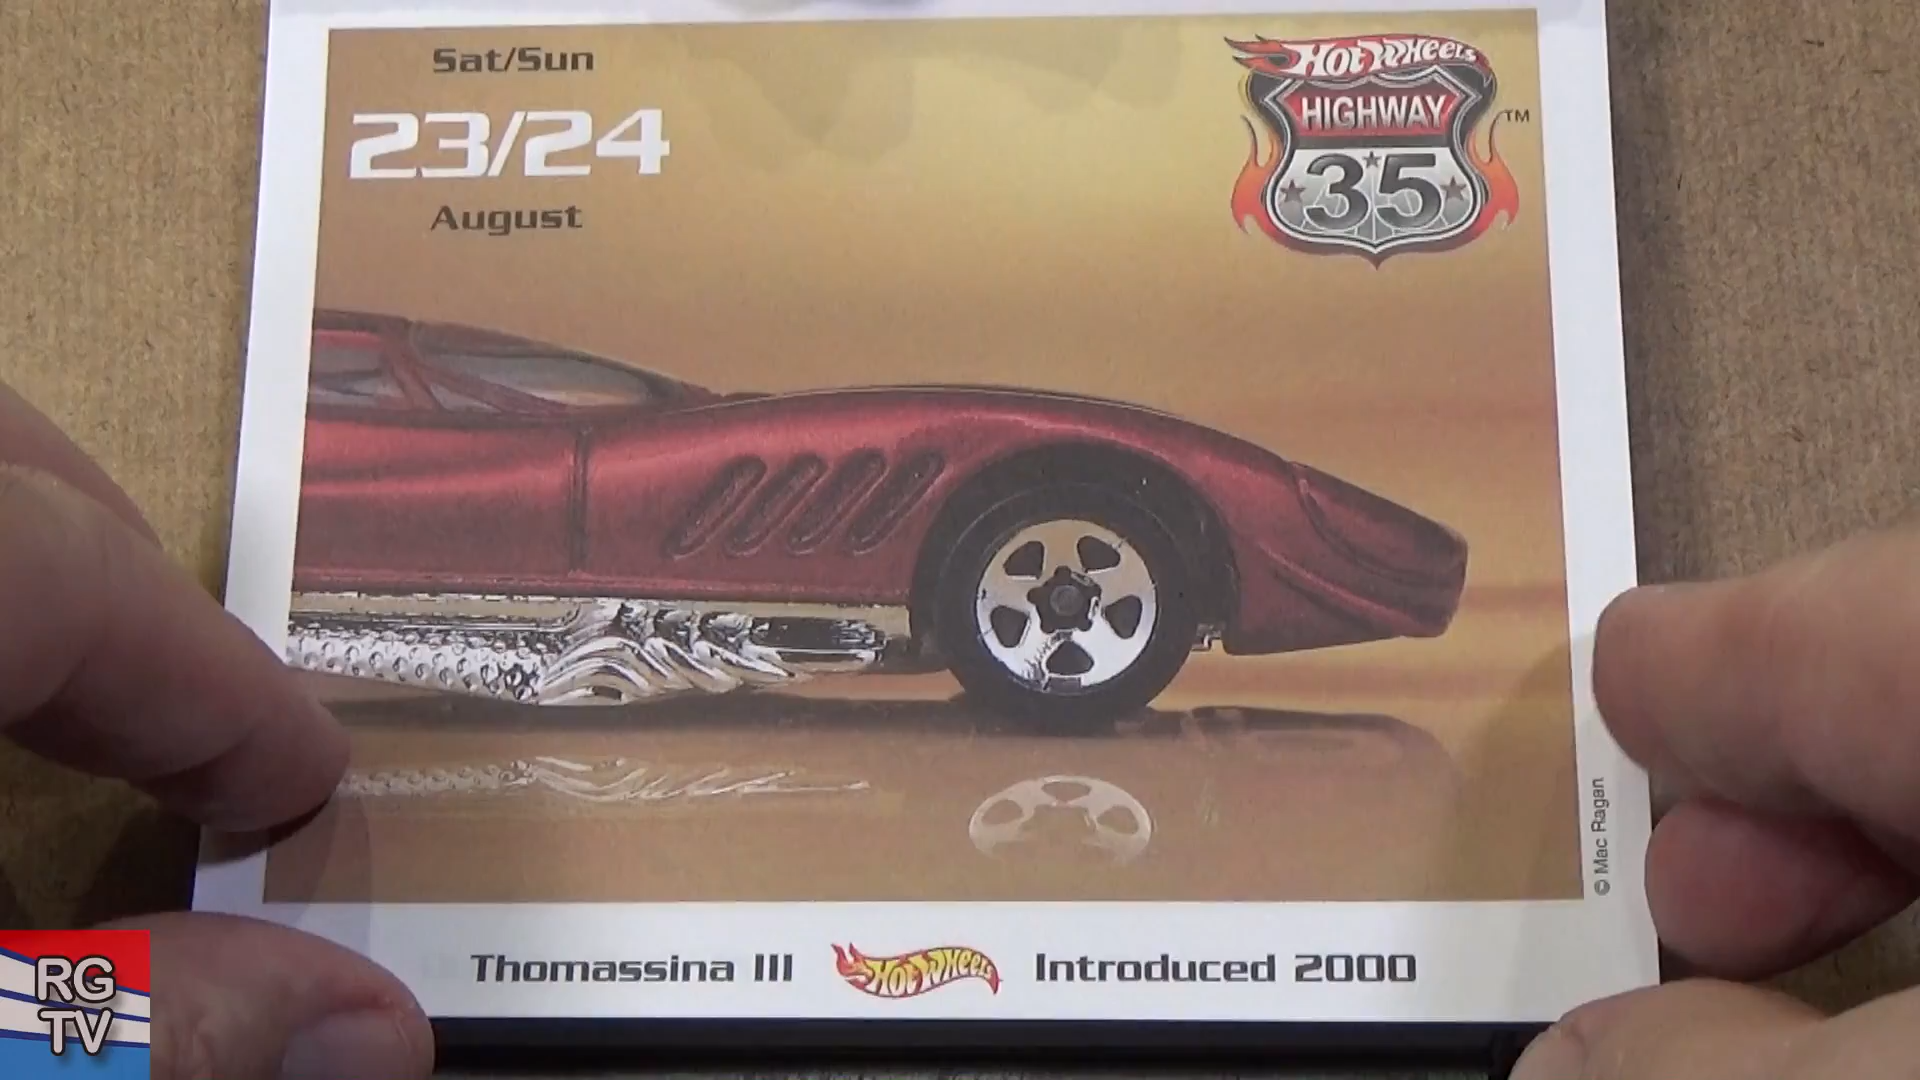 Sat/Sun
23/24
August
Hot Wheels
HIGHWAY
35
TM
© Mac Ragan
Thomassina III
Hot Wheels
Introduced 2000
RG
TV